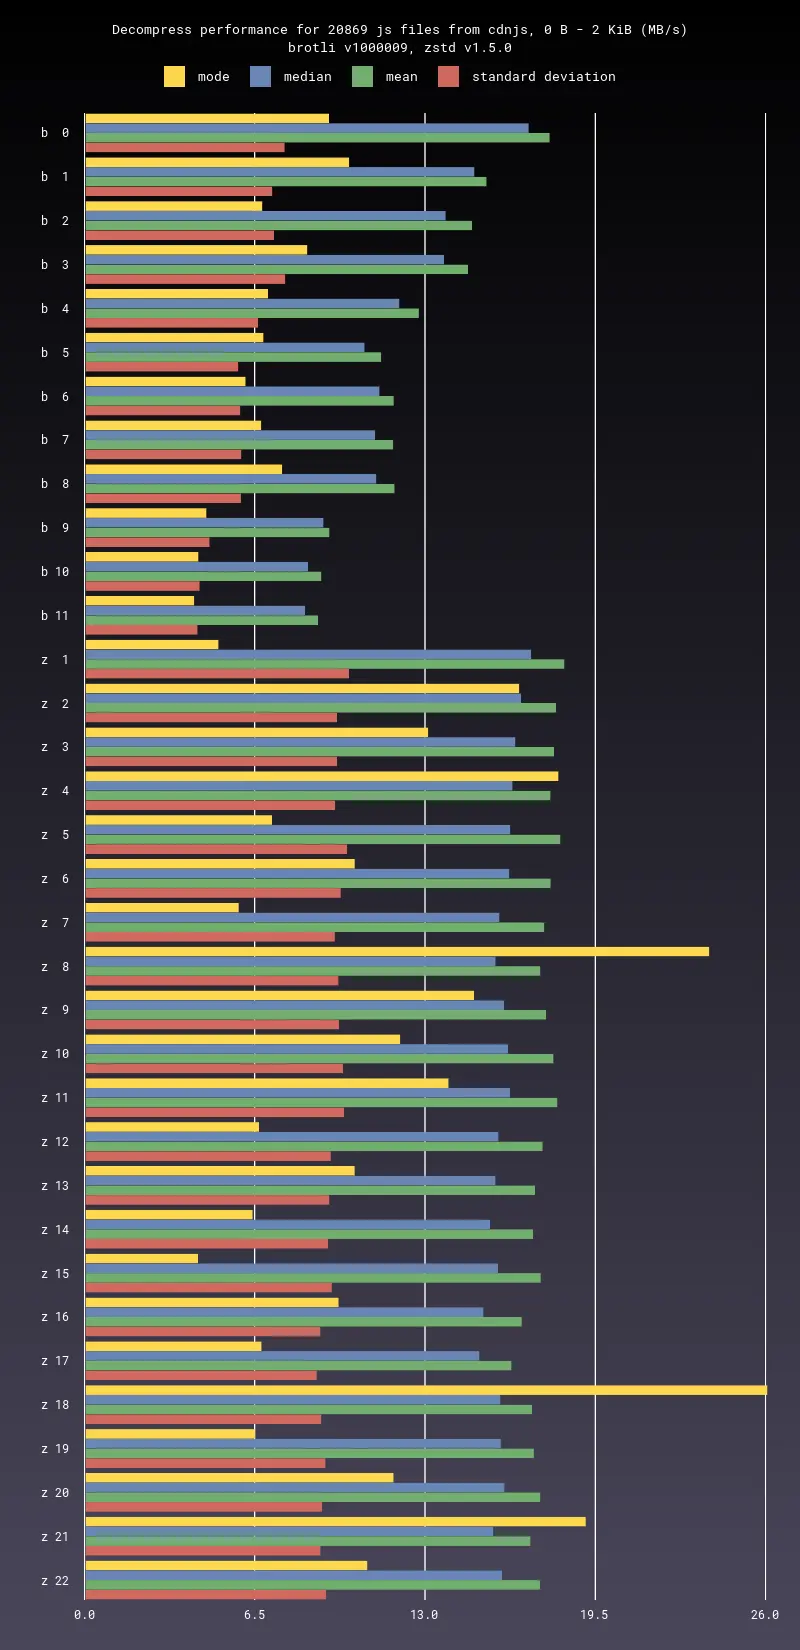 Decompress performance for 20869 js files from cdnjs, 0 B - 2 KiB (MB/s)
brotli v1000009, zstd v1.5.0
mode median mean standard deviation
b 0
b 1
b 2
b 3
b 4
b 5
b 6
b 7
b 8
b 9
b 10
b 11
z 1
z 2
z 3
z 4
z 5
z 6
z 7
z 8
z 9
z 10
z 11
z 12
z 13
z 14
z 15
z 16
z 17
z 18
z 19
z 20
z 21
z 22
0.0 6.5 13.0 19.5 26.0